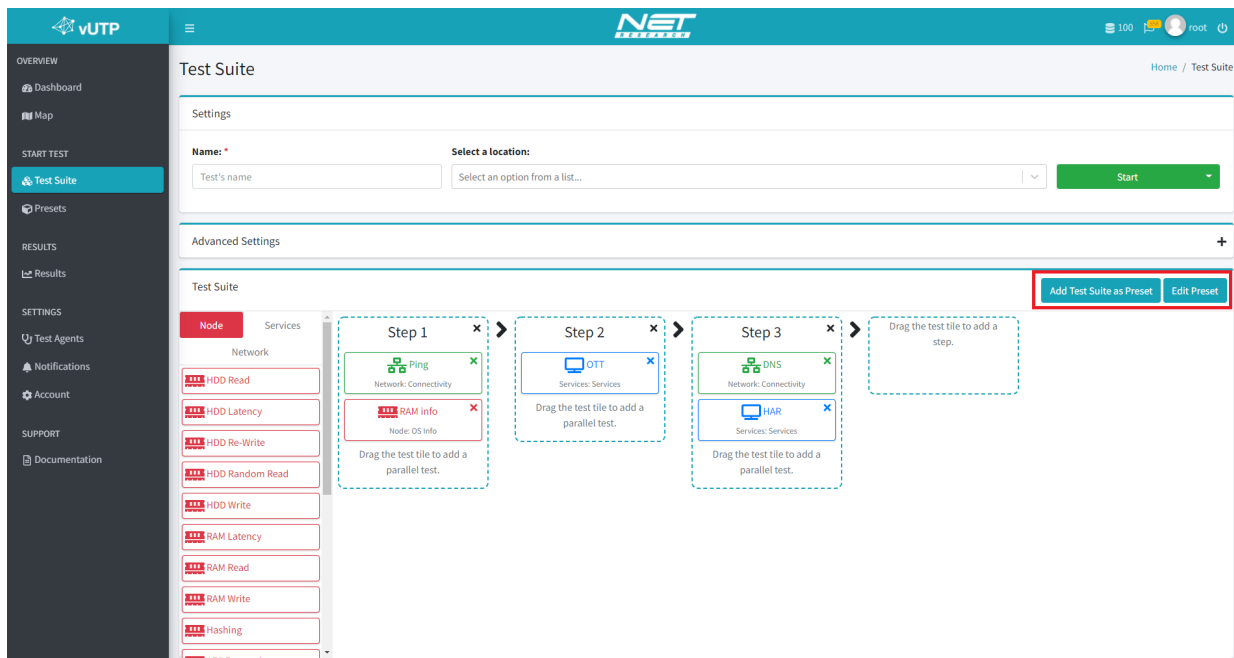 vUTP
NET
RESEARCH
100
root
OVERVIEW
Dashboard
Map
START TEST
Test Suite
Presets
RESULTS
Results
SETTINGS
Test Agents
Notifications
Account
SUPPORT
Documentation
Test Suite
Home / Test Suite
Settings
Name: *
Select a location:
Test's name
Select an option from a list...
Start
Advanced Settings
Test Suite
Add Test Suite as Preset
Edit Preset
Node
Services
Network
HDD Read
HDD Latency
HDD Re-Write
HDD Random Read
HDD Write
RAM Latency
RAM Read
RAM Write
Hashing
Step 1
Ping
Network: Connectivity
RAM info
Node: OS Info
Drag the test tile to add a
parallel test.
Step 2
OTT
Services: Services
Drag the test tile to add a
parallel test.
Step 3
DNS
Network: Connectivity
HAR
Services: Services
Drag the test tile to add a
parallel test.
Drag the test tile to add a
step.